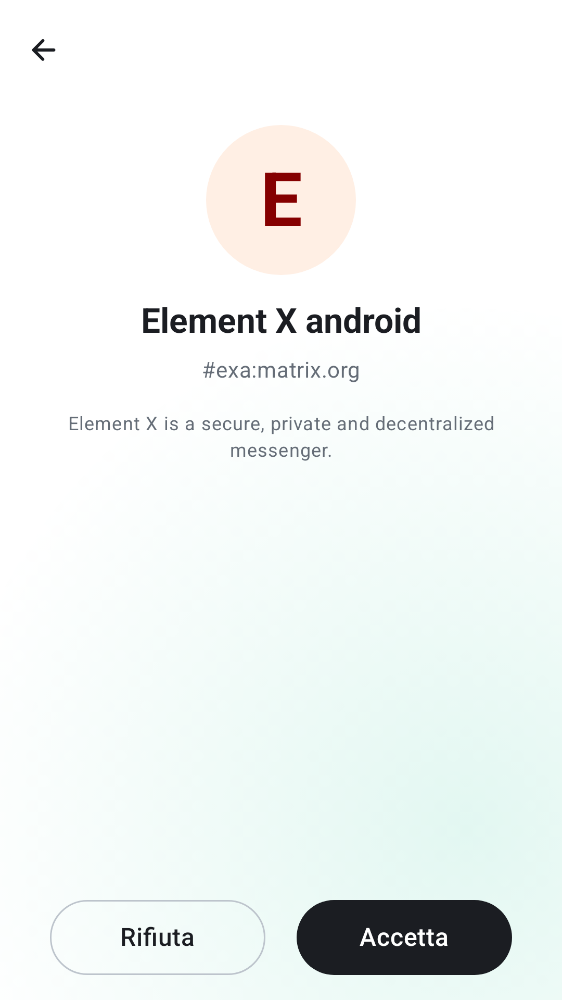 E
Element X android
#exa:matrix.org
Element X is a secure, private and decentralized
messenger.
Rifiuta
Accetta